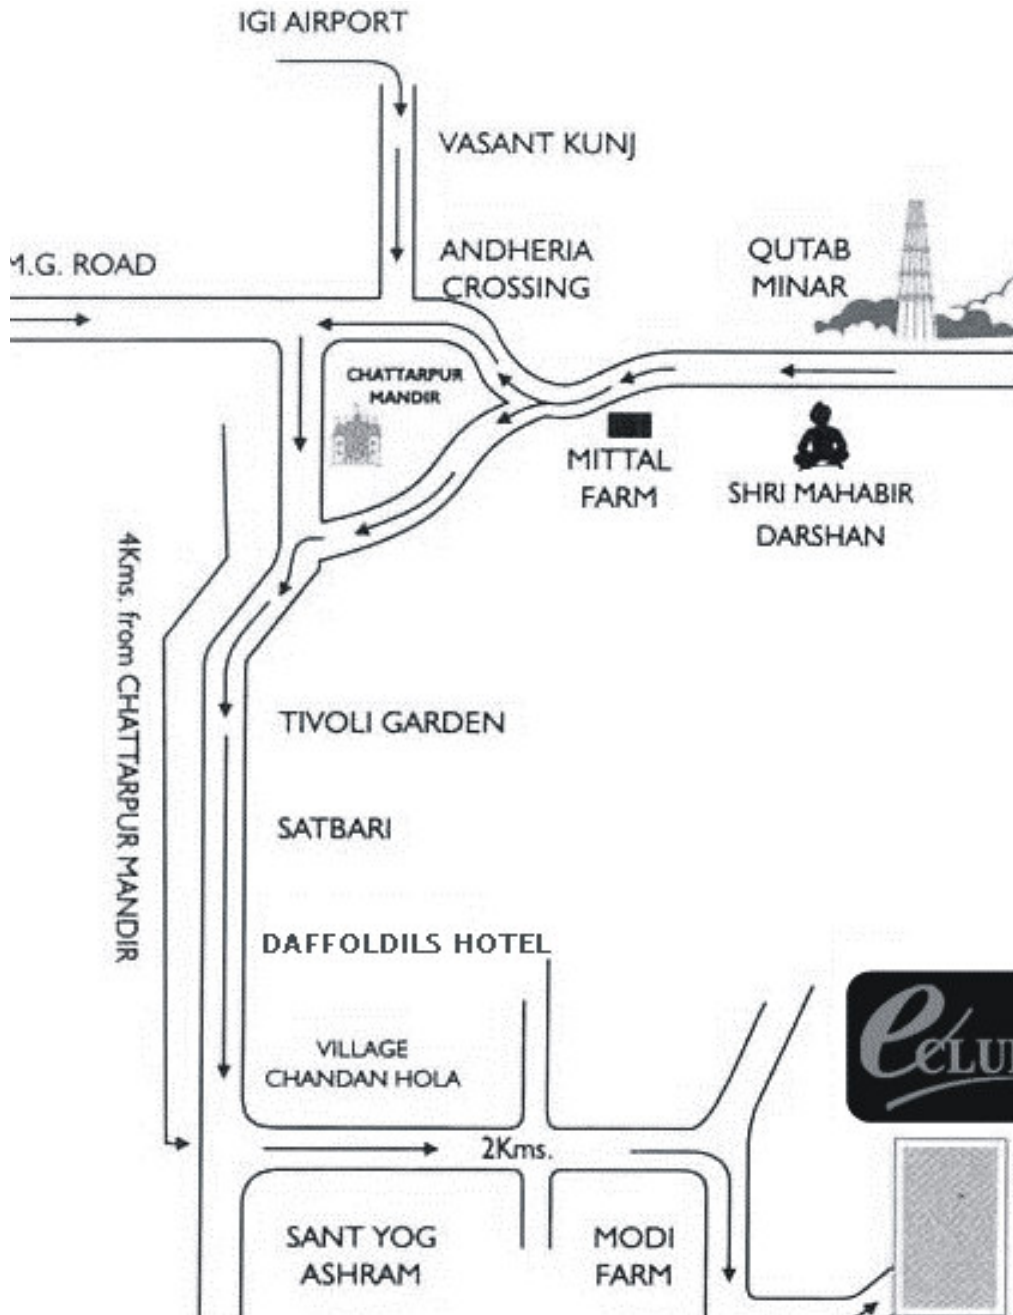 IGI AIRPORT
VASANT KUNJ
M.G. ROAD
ANDHERIA
CROSSING
QUTAB
MINAR
CHATTARPUR
MANDIR
MITTAL
FARM
SHRI MAHABIR
DARSHAN
4Kms. from CHATTARPUR MANDIR
TIVOLI GARDEN
SATBARI
DAFFOLDILS HOTEL
VILLAGE
CHANDAN HOLA
2Kms.
SANT YOG
ASHRAM
MODI
FARM